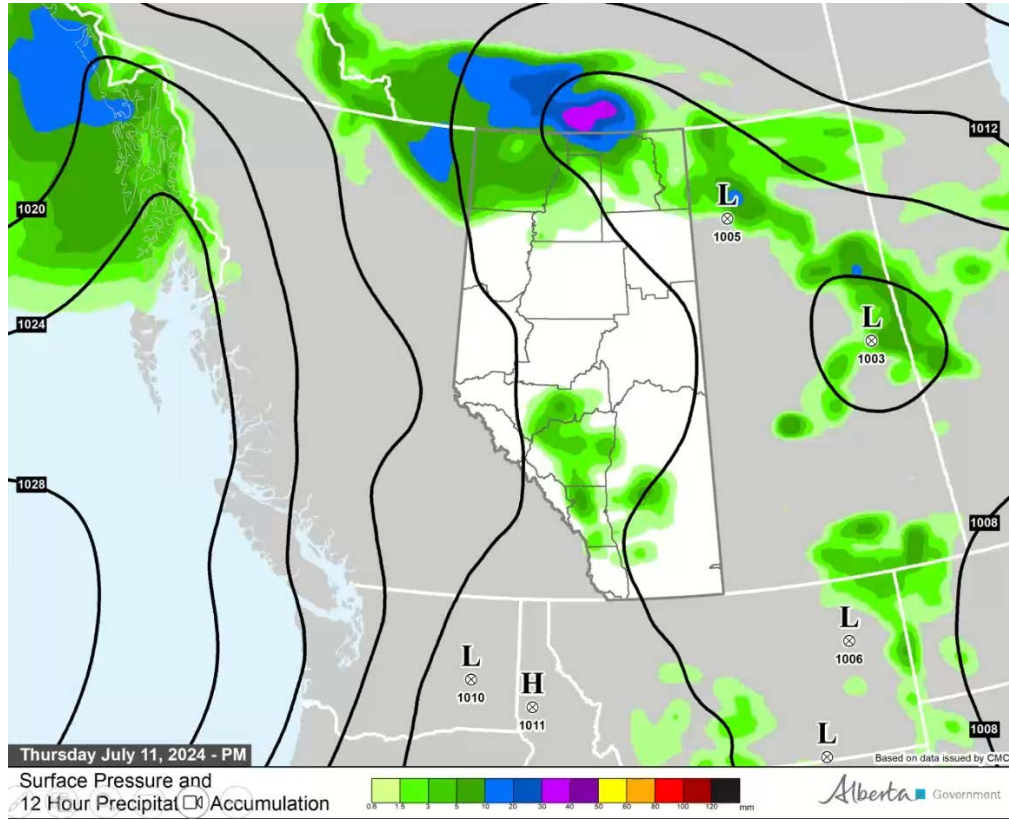 1012
1020
L
1005
1024
L
1003
1028
1008
L
1006
L
1010
H
1011
L
1008
Thursday July 11, 2024 - PM
Based on data issued by CMC
Surface Pressure and
12 Hour Precipitat Accumulation
0.6 1.5 3 5 10 20 30 40 50 60 80 100 120 mm
Alberta Government